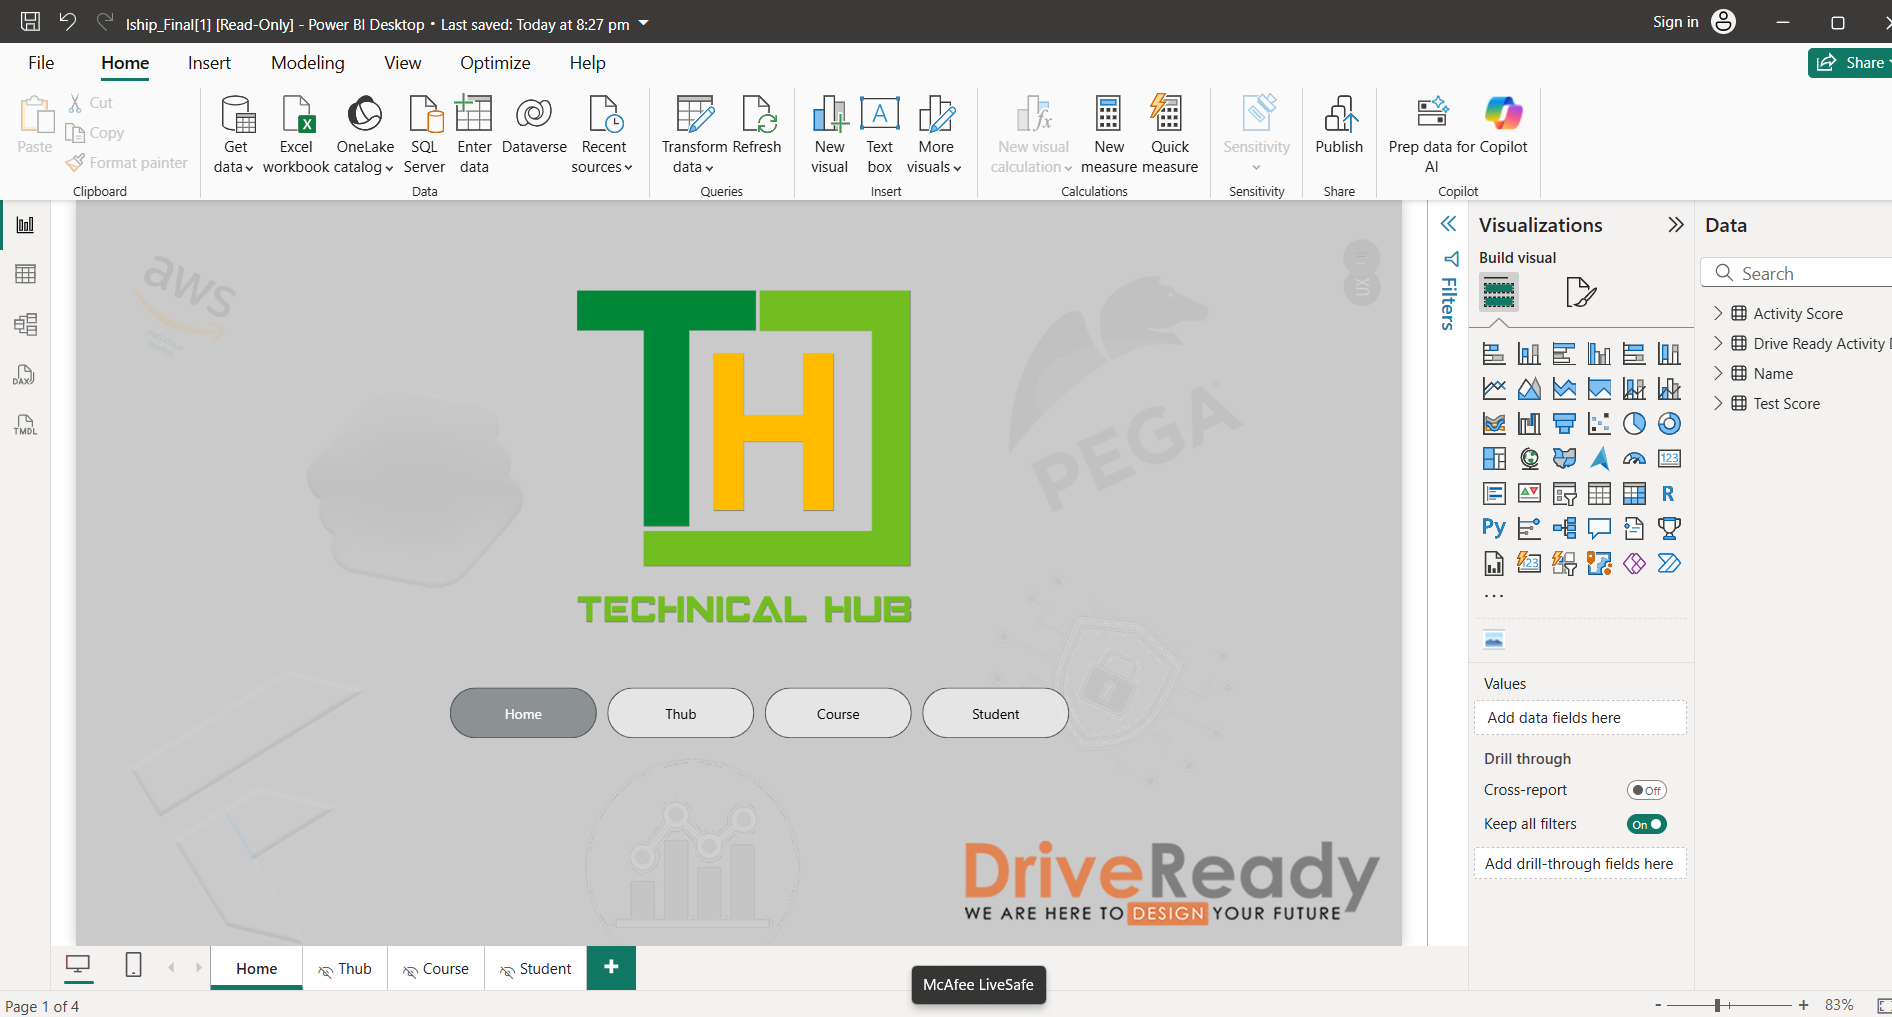 Iship_Final[1] [Read-Only] - Power BI Desktop • Last saved: Today at 8:27 pm
Sign in
File
Home
Insert
Modeling
View
Optimize
Help
Share
Paste
Cut
Copy
Format painter
Clipboard
Get data
Excel workbook
OneLake catalog
SQL Server
Enter data
Dataverse
Recent sources
Data
Transform data
Refresh
Queries
New visual
Text box
More visuals
Insert
New visual calculation
New measure
Quick measure
Calculations
Sensitivity
Sensitivity
Publish
Share
Prep data for AI
Copilot
Copilot
DAX
TMDL
aws
PEGA
UX
TH
TECHNICAL HUB
Home
Thub
Course
Student
DriveReady
WE ARE HERE TO DESIGN YOUR FUTURE
Filters
Visualizations
Build visual
123
R
Py
123
...
Values
Add data fields here
Drill through
Cross-report
Off
Keep all filters
On
Add drill-through fields here
Data
Search
Activity Score
Drive Ready Activity
Name
Test Score
Home
Thub
Course
Student
+
McAfee LiveSafe
Page 1 of 4
- + 83%